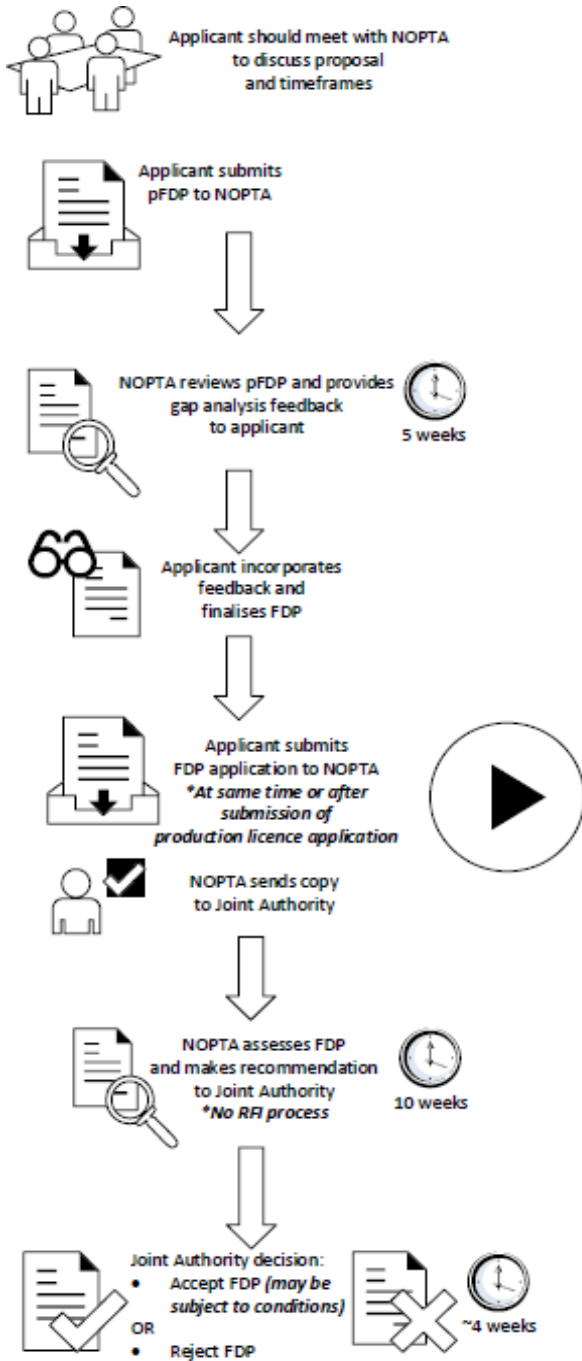 Applicant should meet with NOPTA
to discuss proposal
and timeframes
Applicant submits
pFDP to NOPTA
NOPTA reviews pFDP and provides
gap analysis feedback
to applicant
5 weeks
Applicant incorporates
feedback and
finalises FDP
Applicant submits
FDP application to NOPTA
*At same time or after
submission of
production licence application
NOPTA sends copy
to Joint Authority
NOPTA assesses FDP
and makes recommendation
to Joint Authority
*No RFI process
10 weeks
Joint Authority decision:
• Accept FDP (may be
subject to conditions)
OR
• Reject FDP
~4 weeks